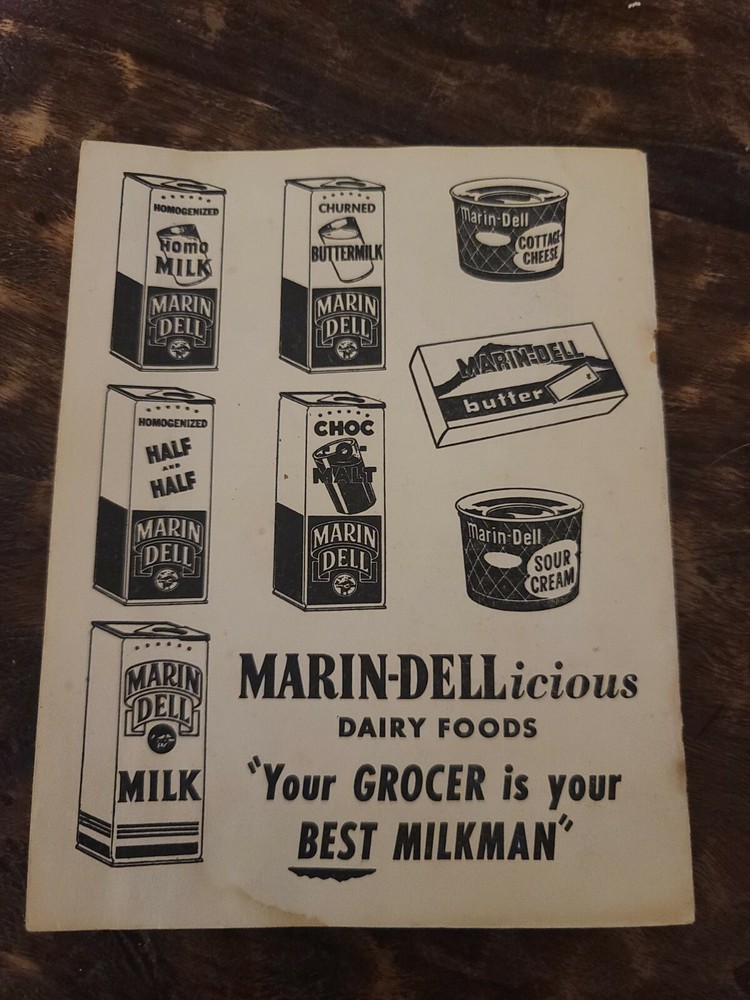 HOMOGENIZED
Homo
MILK
MARIN
DELL
CHURNED
BUTTERMILK
MARIN
DELL
Marin-Dell
COTTAGE
CHEESE
MARIN-DELL
butter
HOMOGENIZED
HALF
AND
HALF
MARIN
DELL
CHOC
MALT
MARIN
DELL
Marin-Dell
SOUR
CREAM
MARIN
DELL
MILK
MARIN-DELLicious
DAIRY FOODS
"Your GROCER is your
BEST MILKMAN"